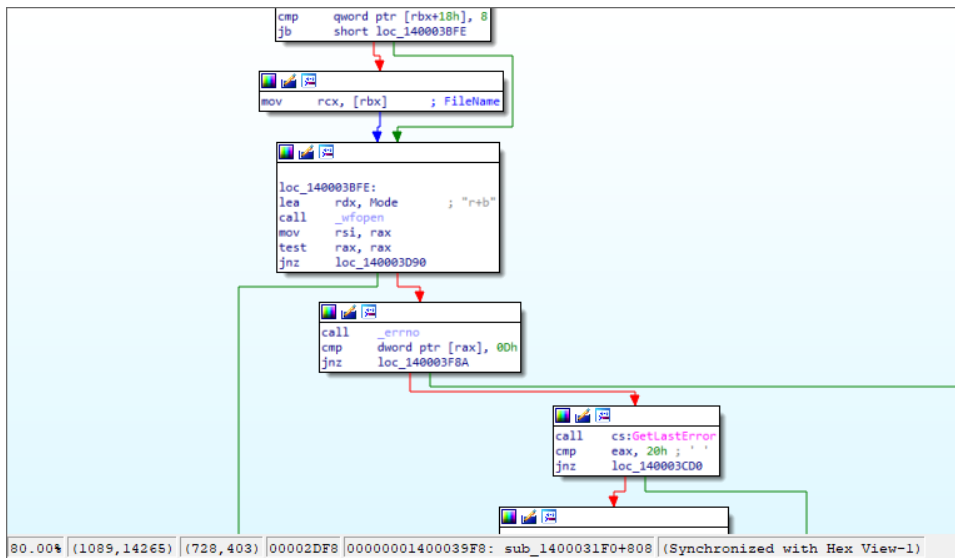 cmp     qword ptr [rbx+18h], 8
jb      short loc_140003BFE
mov     rcx, [rbx]      ; FileName
loc_140003BFE:
lea     rdx, Mode       ; "r+b"
call    _wfopen
mov     rsi, rax
test    rax, rax
jnz     loc_140003D90
call    _errno
cmp     dword ptr [rax], 0Dh
jnz     loc_140003F8A
call    cs:GetLastError
cmp     eax, 20h ; ' '
jnz     loc_140003CD0
80.00% (1089,14265) (728,403) 00002DF8 00000001400039F8: sub_1400031F0+808 (Synchronized with Hex View-1)